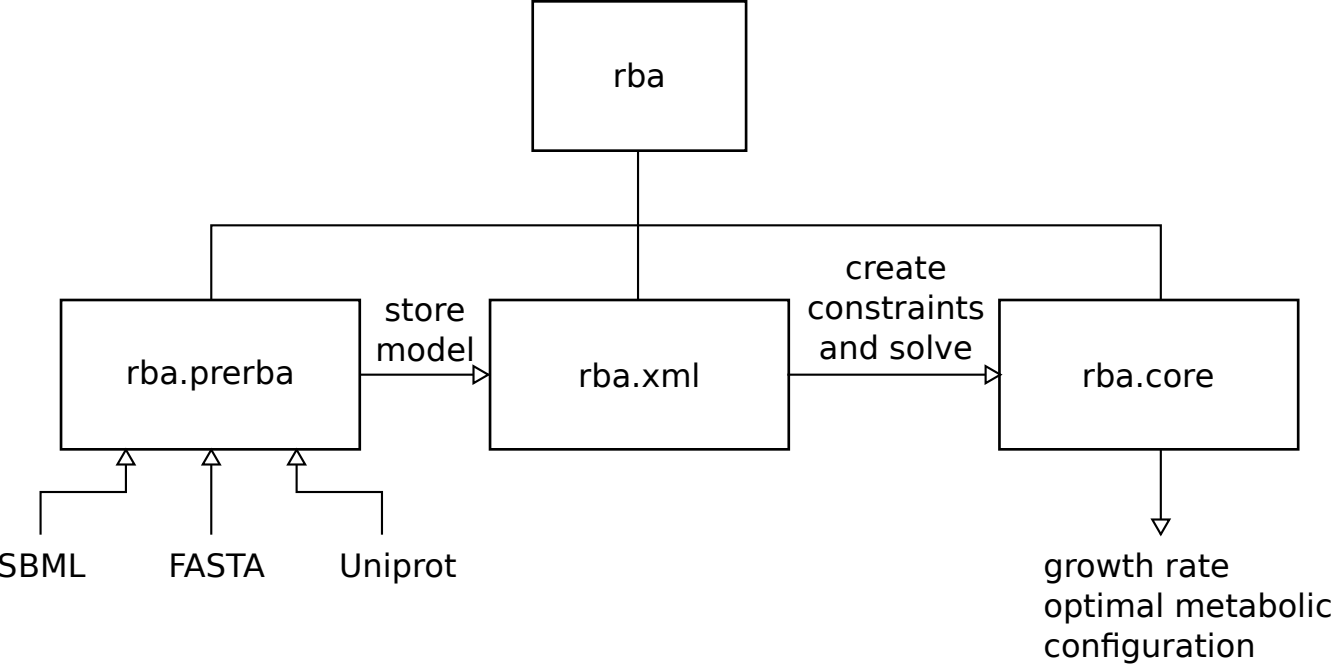 rba
store
model
create
constraints
and solve
rba.prerba
rba.xml
rba.core
SBML
FASTA
Uniprot
growth rate
optimal metabolic
configuration